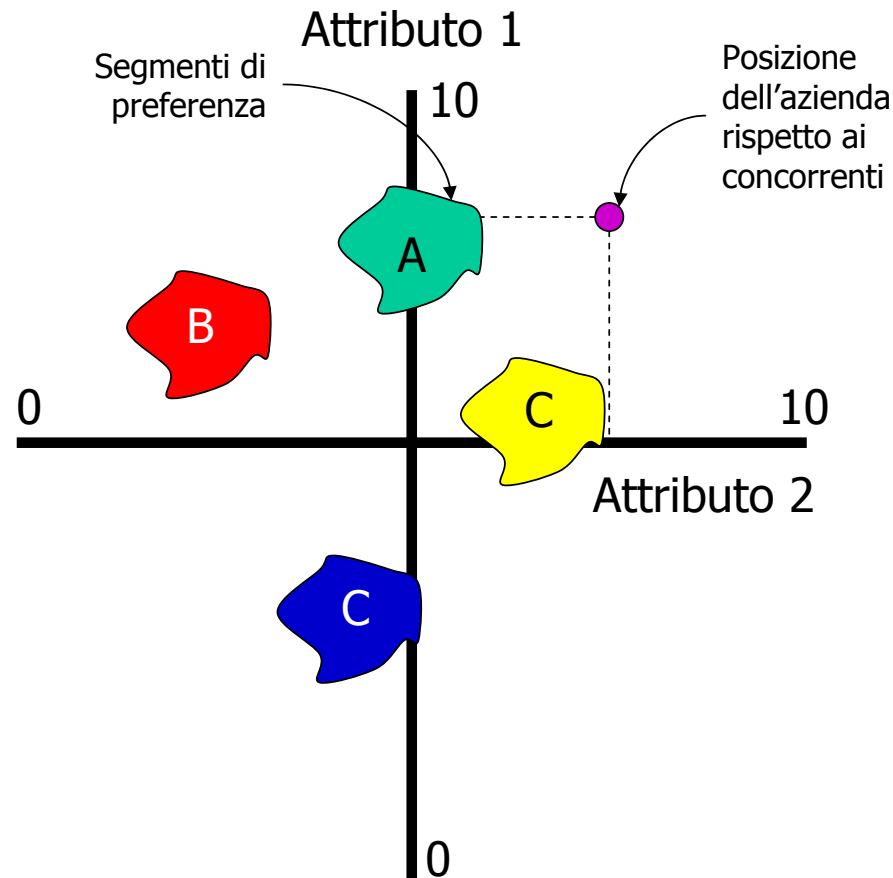 Attributo 1
Segmenti di
preferenza
10
Posizione
dell'azienda
rispetto ai
concorrenti
A
B
C
0
10
Attributo 2
C
0